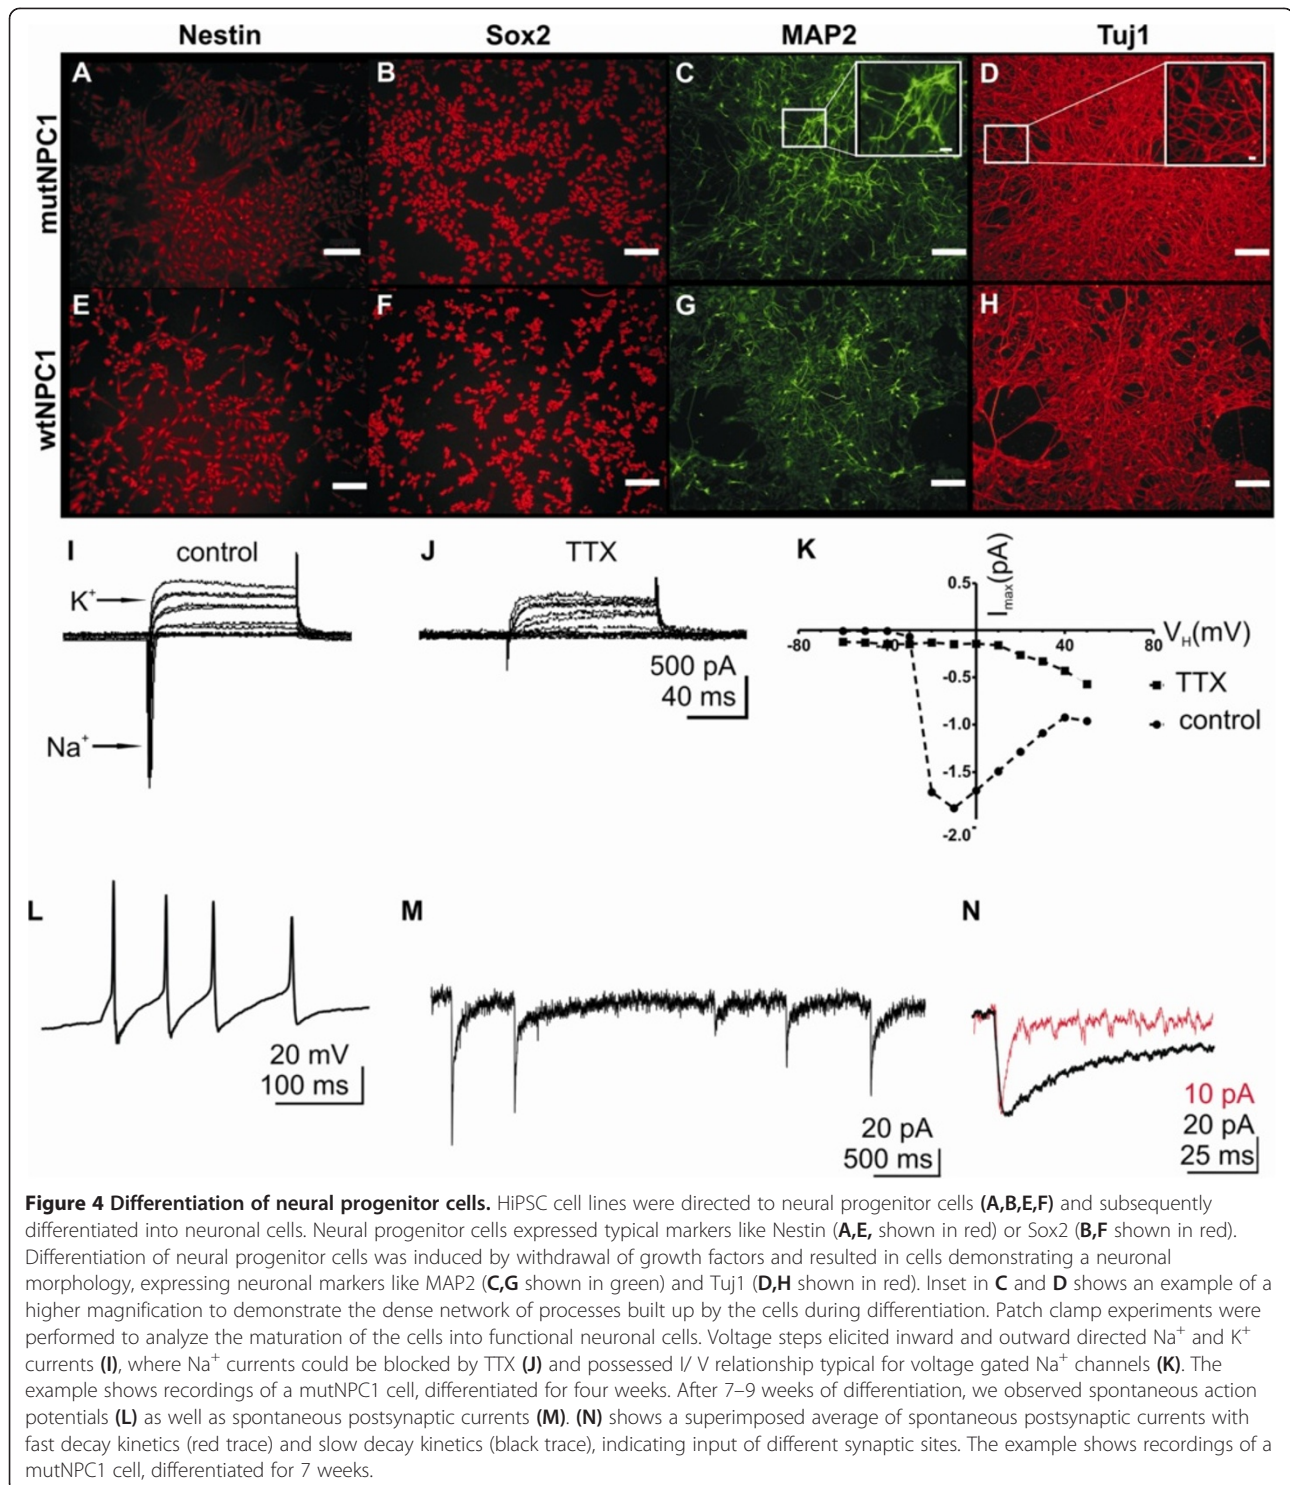 Nestin Sox2 MAP2 Tuj1
mutNPC1
A B C D
wtNPC1
E F G H
I control
K⁺
Na⁺
J TTX
500 pA
40 ms
K
I_max(pA)
0.5
V_H(mV)
-80 -40 40 80
-0.5
-1.0
-1.5
-2.0
TTX
control
L
20 mV
100 ms
M
20 pA
500 ms
N
10 pA
20 pA
25 ms
Figure 4 Differentiation of neural progenitor cells. HiPSC cell lines were directed to neural progenitor cells (A,B,E,F) and subsequently
differentiated into neuronal cells. Neural progenitor cells expressed typical markers like Nestin (A,E, shown in red) or Sox2 (B,F shown in red).
Differentiation of neural progenitor cells was induced by withdrawal of growth factors and resulted in cells demonstrating a neuronal
morphology, expressing neuronal markers like MAP2 (C,G shown in green) and Tuj1 (D,H shown in red). Inset in C and D shows an example of a
higher magnification to demonstrate the dense network of processes built up by the cells during differentiation. Patch clamp experiments were
performed to analyze the maturation of the cells into functional neuronal cells. Voltage steps elicited inward and outward directed Na⁺ and K⁺
currents (I), where Na⁺ currents could be blocked by TTX (J) and possessed I/ V relationship typical for voltage gated Na⁺ channels (K). The
example shows recordings of a mutNPC1 cell, differentiated for four weeks. After 7–9 weeks of differentiation, we observed spontaneous action
potentials (L) as well as spontaneous postsynaptic currents (M). (N) shows a superimposed average of spontaneous postsynaptic currents with
fast decay kinetics (red trace) and slow decay kinetics (black trace), indicating input of different synaptic sites. The example shows recordings of a
mutNPC1 cell, differentiated for 7 weeks.